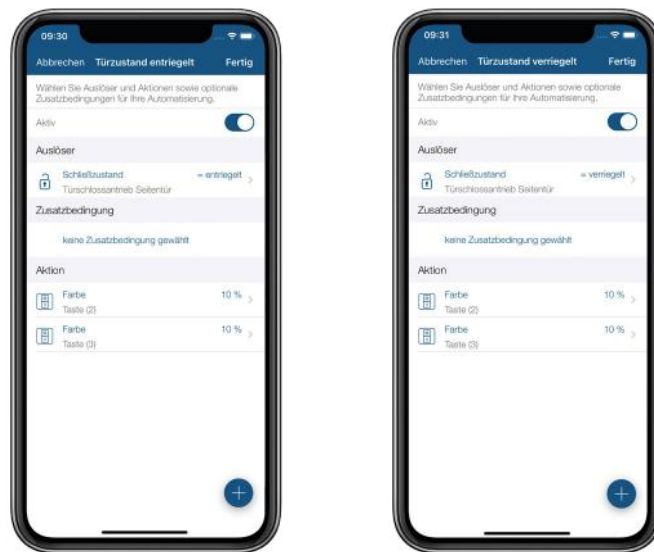 09:30
Abbrechen Türzustand entriegelt Fertig
Wählen Sie Auslöser und Aktionen sowie optionale
Zusatzbedingungen für Ihre Automatisierung.
Aktiv
Auslöser
Schließzustand = entriegelt
Türschlossantrieb Seitentür
Zusatzbedingung
keine Zusatzbedingung gewählt
Aktion
Farbe 10 %
Taste (2)
Farbe 10 %
Taste (3)
09:31
Abbrechen Türzustand verriegelt Fertig
Wählen Sie Auslöser und Aktionen sowie optionale
Zusatzbedingungen für Ihre Automatisierung.
Aktiv
Auslöser
Schließzustand = verriegelt
Türschlossantrieb Seitentür
Zusatzbedingung
keine Zusatzbedingung gewählt
Aktion
Farbe 10 %
Taste (2)
Farbe 10 %
Taste (3)